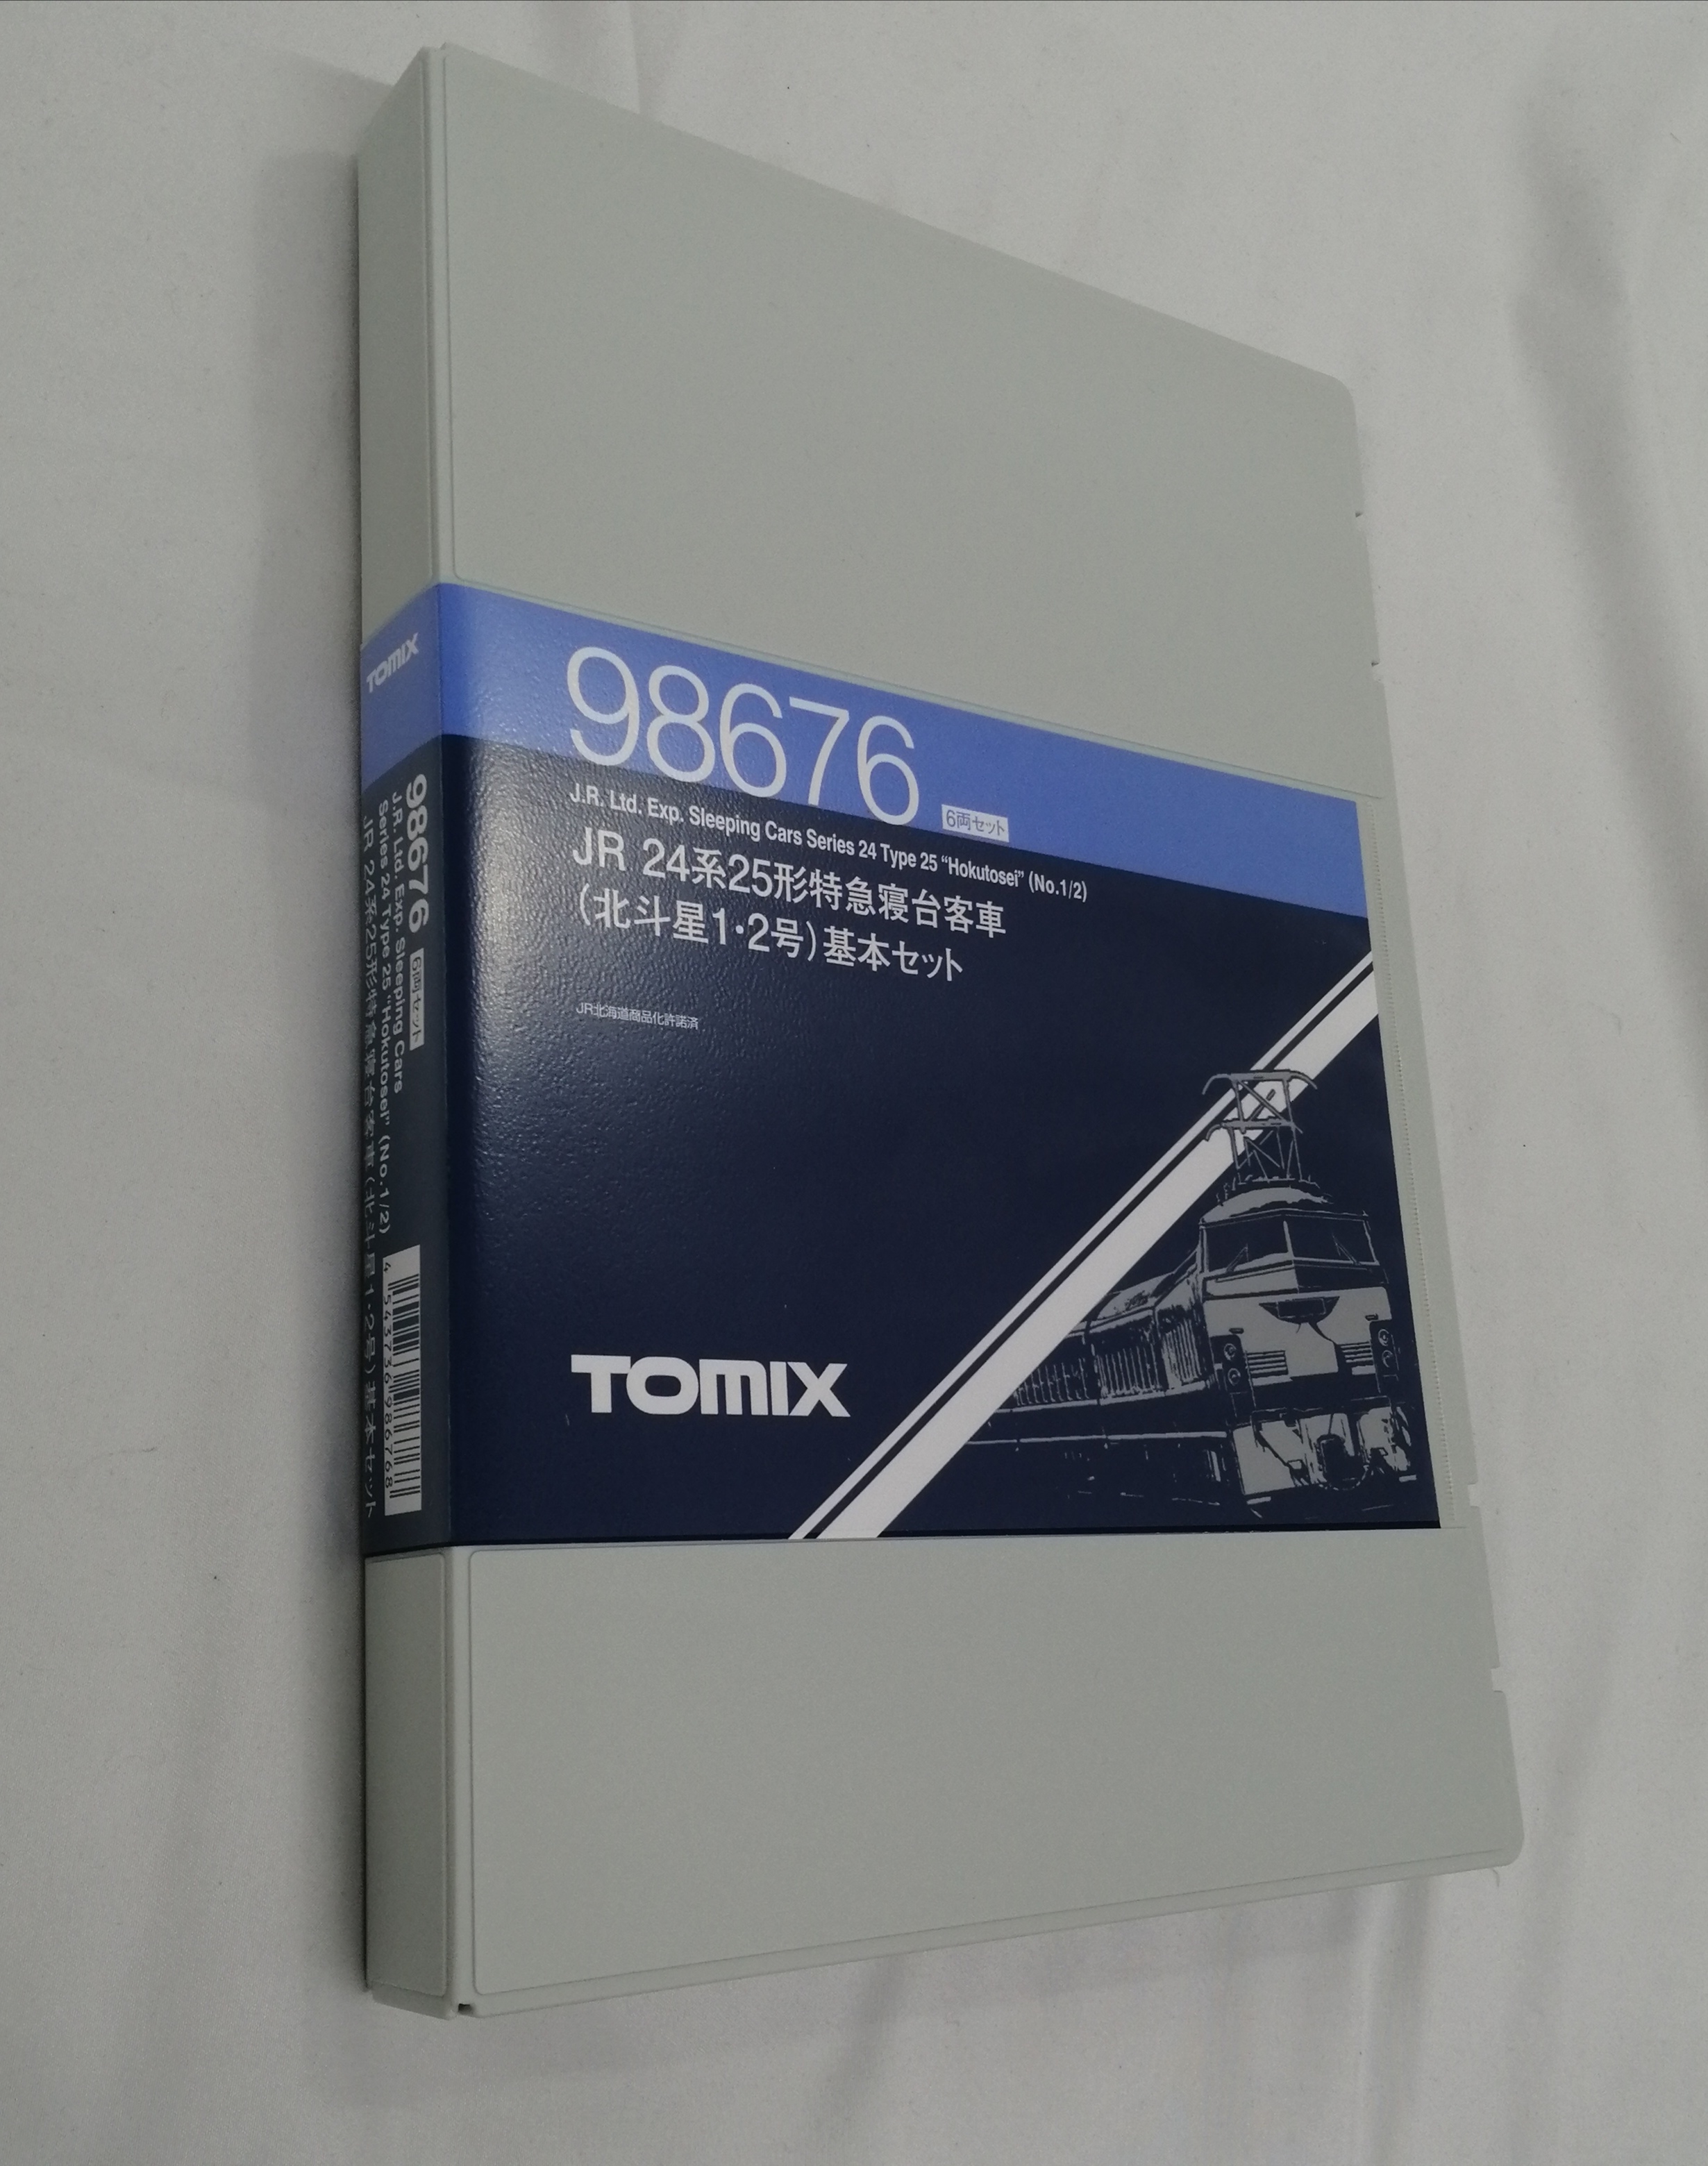 TOMIX
98676 6両セット
J.R. Ltd. Exp. Sleeping Cars
Series 24 Type 25 “Hokutosei” (No.1/2)
JR 24系25形特急寝台客車(北斗星1・2号)基本セット
4 543736 986768
98676 6両セット
J.R. Ltd. Exp. Sleeping Cars Series 24 Type 25 “Hokutosei” (No.1/2)
JR 24系25形特急寝台客車
(北斗星1・2号)基本セット
JR北海道商品化許諾済
TOMIX